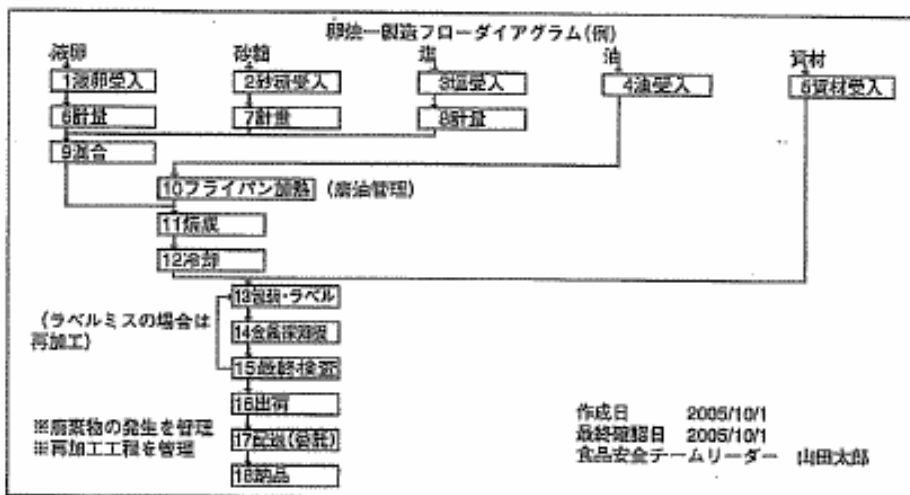 卵焼一製造フローダイアグラム(例)
液卵 砂糖 塩 油 資材
1液卵受入 2砂糖受入 3塩受入 4油受入 5資材受入
6計量 7計量 8計量
9混合
10フライパン加熱 (廃油管理)
11焼成
12冷却
13包装・ラベル
(ラベルミスの場合は
再加工)
14金属探知機
15最終検査
16出荷
※廃棄物の発生を管理
17配送(委託)
※再加工工程を管理
18納品
作成日 2005/10/1
最終確認日 2005/10/1
食品安全チームリーダー 山田太郎